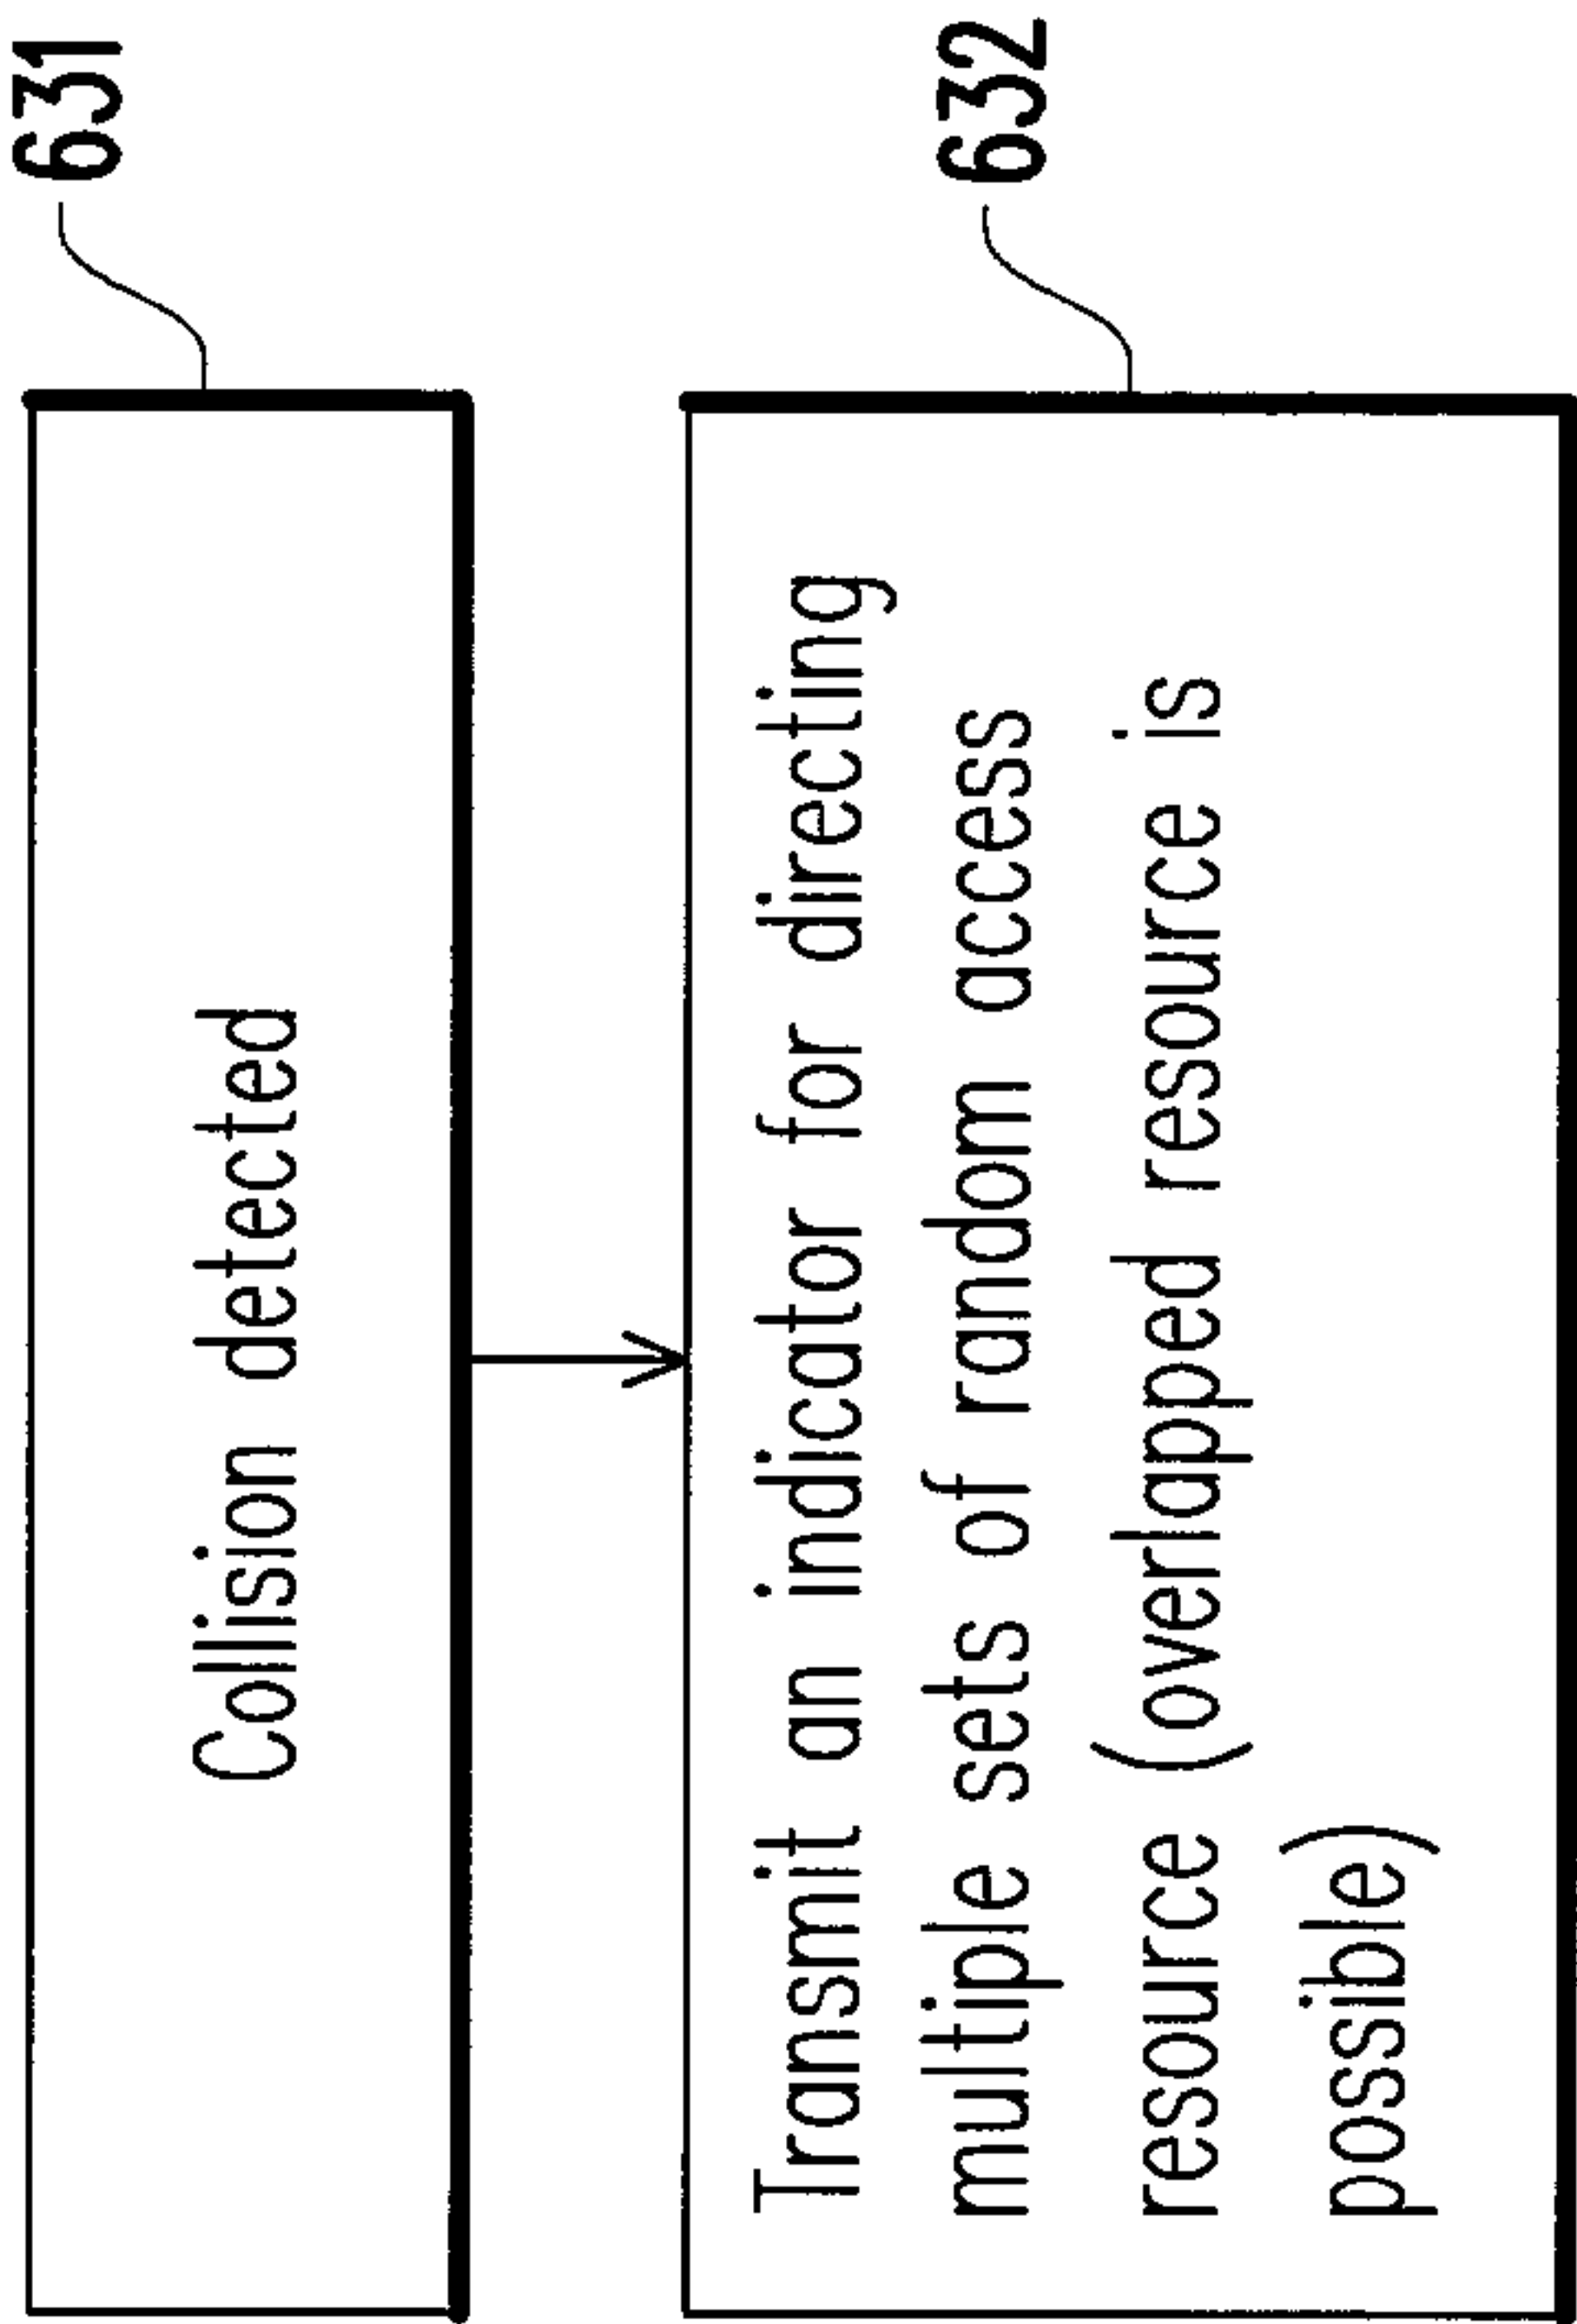 631
Collision detected
632
Transmit an indicator for directing
multiple sets of random access
resource (overlapped resource is
possible)